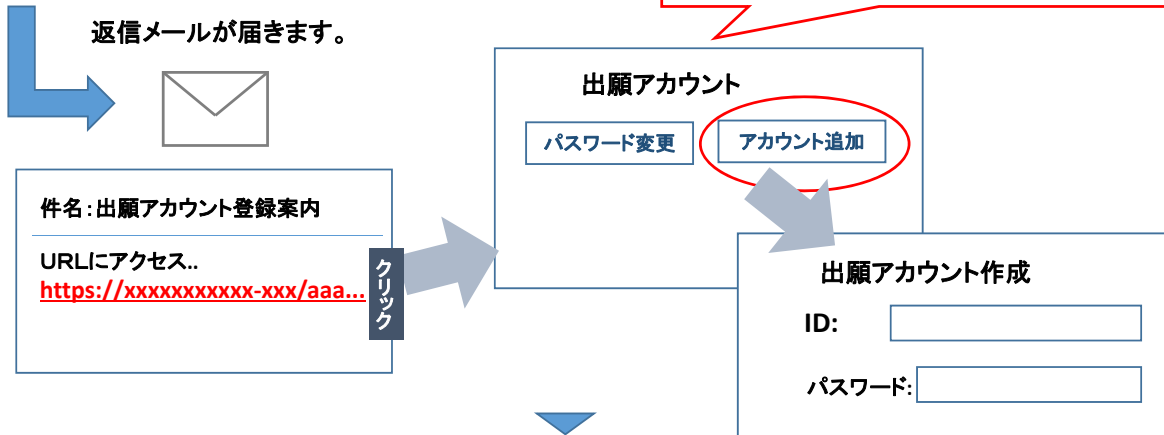 返信メールが届きます。
件名：出願アカウント登録案内
URLにアクセス..
https://xxxxxxxxxxx-xxx/aaa...
クリック
出願アカウント
パスワード変更
アカウント追加
出願アカウント作成
ID:
パスワード: